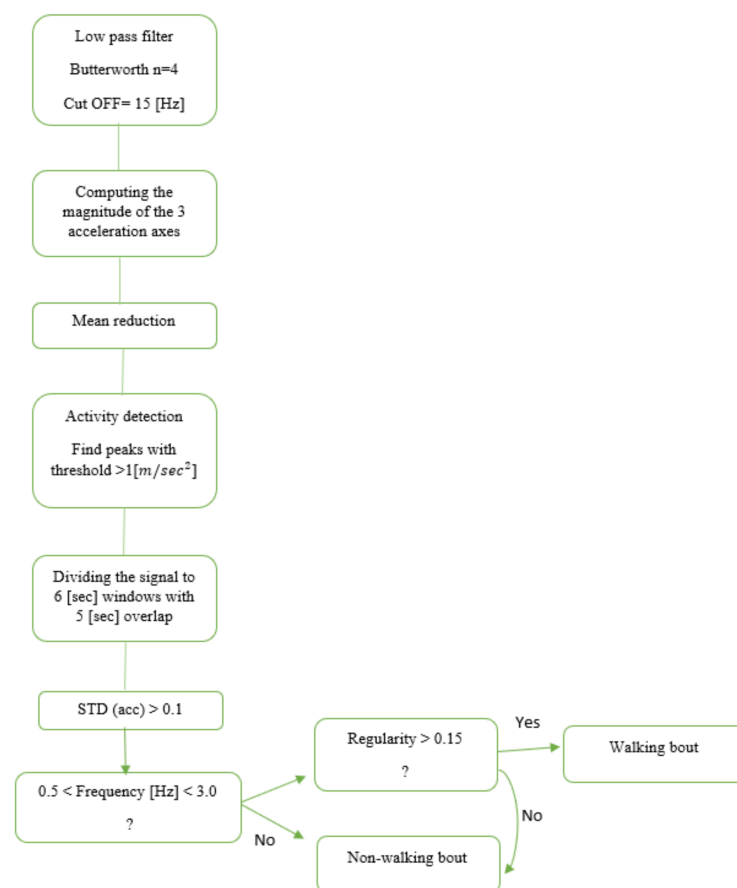 Low pass filter
Butterworth n=4
Cut OFF= 15 [Hz]
Computing the
magnitude of the 3
acceleration axes
Mean reduction
Activity detection
Find peaks with
threshold >1[m/sec²]
Dividing the signal to
6 [sec] windows with
5 [sec] overlap
STD (acc) > 0.1
0.5 < Frequency [Hz] < 3.0
?
No
Regularity > 0.15
?
Yes
Walking bout
No
Non-walking bout